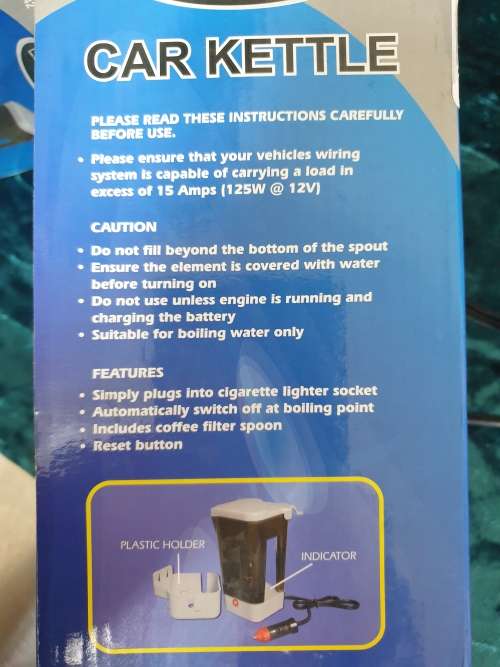 CAR KETTLE
PLEASE READ THESE INSTRUCTIONS CAREFULLY
BEFORE USE.
• Please ensure that your vehicles wiring
system is capable of carrying a load in
excess of 15 Amps (125W @ 12V)
CAUTION
• Do not fill beyond the bottom of the spout
• Ensure the element is covered with water
before turning on
• Do not use unless engine is running and
charging the battery
• Suitable for boiling water only
FEATURES
• Simply plugs into cigarette lighter socket
• Automatically switch off at boiling point
• Includes coffee filter spoon
• Reset button
PLASTIC HOLDER
INDICATOR